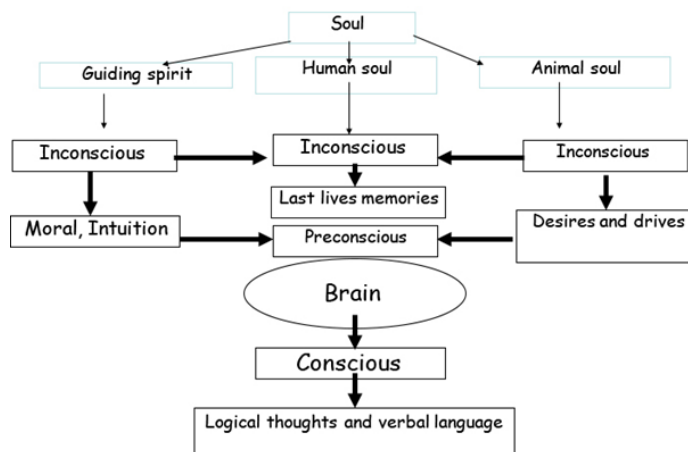 Soul
Guiding spirit
Human soul
Animal soul
Inconscious
Inconscious
Inconscious
Last lives memories
Moral, Intuition
Preconscious
Desires and drives
Brain
Conscious
Logical thoughts and verbal language